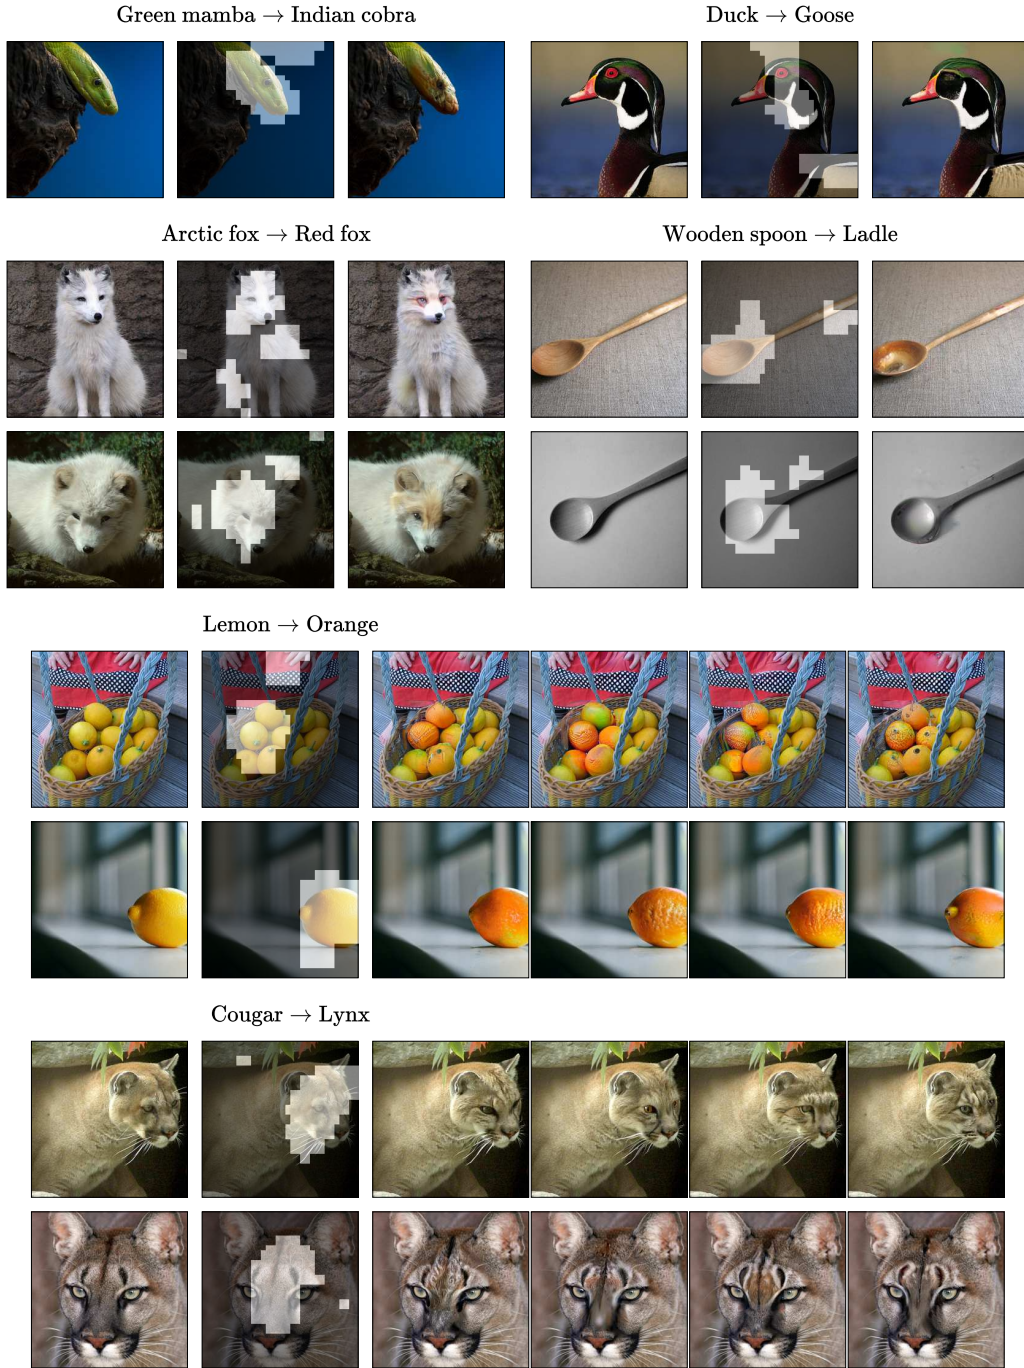 Green mamba → Indian cobra
Duck → Goose
Arctic fox → Red fox
Wooden spoon → Ladle
Lemon → Orange
Cougar → Lynx